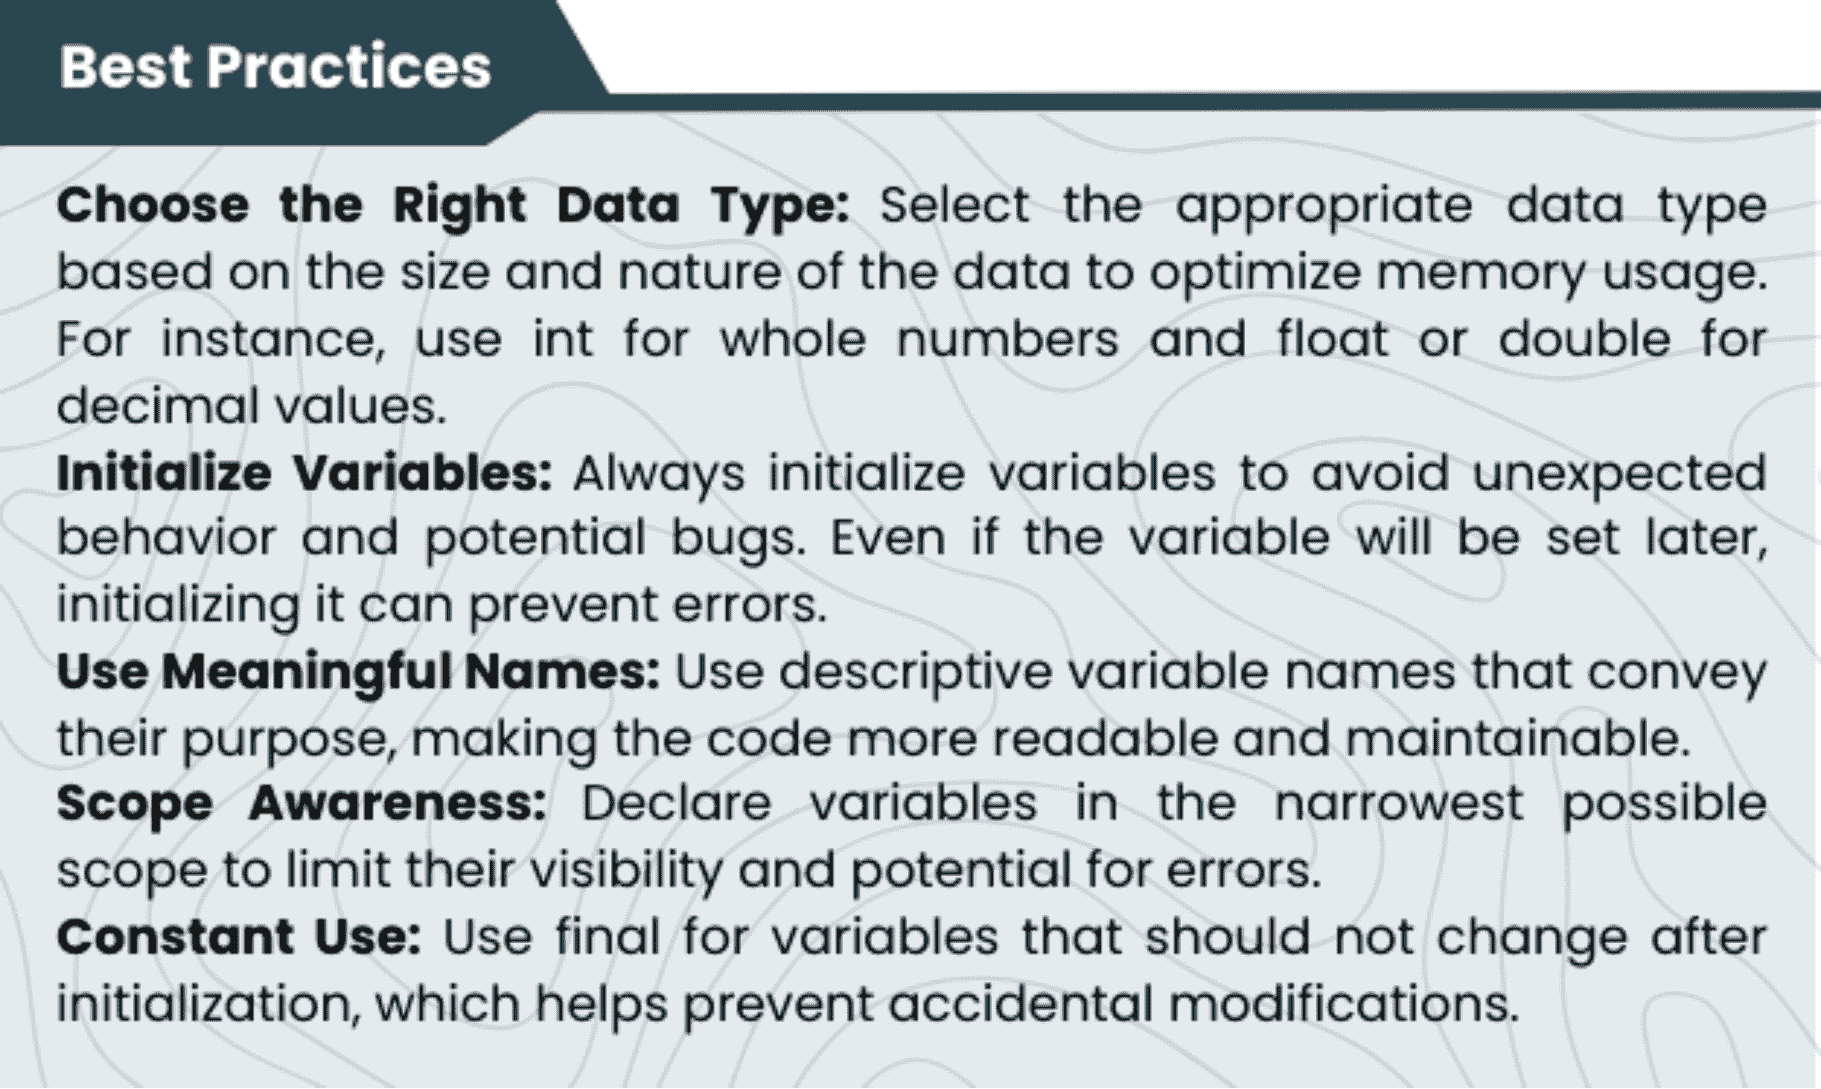 Best Practices
Choose the Right Data Type: Select the appropriate data type
based on the size and nature of the data to optimize memory usage.
For instance, use int for whole numbers and float or double for
decimal values.
Initialize Variables: Always initialize variables to avoid unexpected
behavior and potential bugs. Even if the variable will be set later,
initializing it can prevent errors.
Use Meaningful Names: Use descriptive variable names that convey
their purpose, making the code more readable and maintainable.
Scope Awareness: Declare variables in the narrowest possible
scope to limit their visibility and potential for errors.
Constant Use: Use final for variables that should not change after
initialization, which helps prevent accidental modifications.